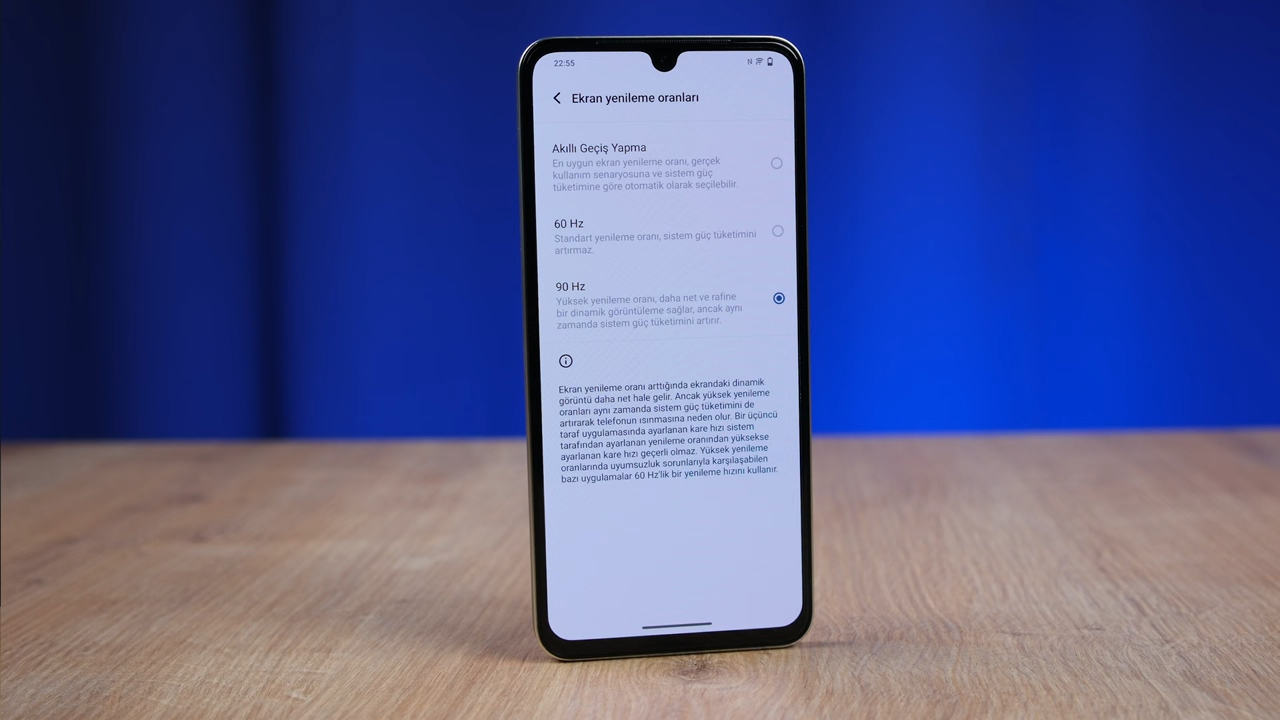 22:55
Ekran yenileme oranları
Akıllı Geçiş Yapma
En uygun ekran yenileme oranı, gerçek
kullanım senaryosuna ve sistem güç
tüketimine göre otomatik olarak seçilebilir.
60 Hz
Standart yenileme oranı, sistem güç tüketimini
artırmaz.
90 Hz
Yüksek yenileme oranı, daha net ve rafine
bir dinamik görüntüleme sağlar, ancak aynı
zamanda sistem güç tüketimini artırır.
Ekran yenileme oranı arttığında ekrandaki dinamik
görüntü daha net hale gelir. Ancak yüksek yenileme
oranları aynı zamanda sistem güç tüketimini de
artırarak telefonun ısınmasına neden olur. Bir üçüncü
taraf uygulamasında ayarlanan kare hızı sistem
tarafından ayarlanan yenileme oranından yüksekse
ayarlanan kare hızı geçerli olmaz. Yüksek yenileme
oranlarında uyumsuzluk sorunlarıyla karşılaşabilen
bazı uygulamalar 60 Hz'lik bir yenileme hızını kullanır.